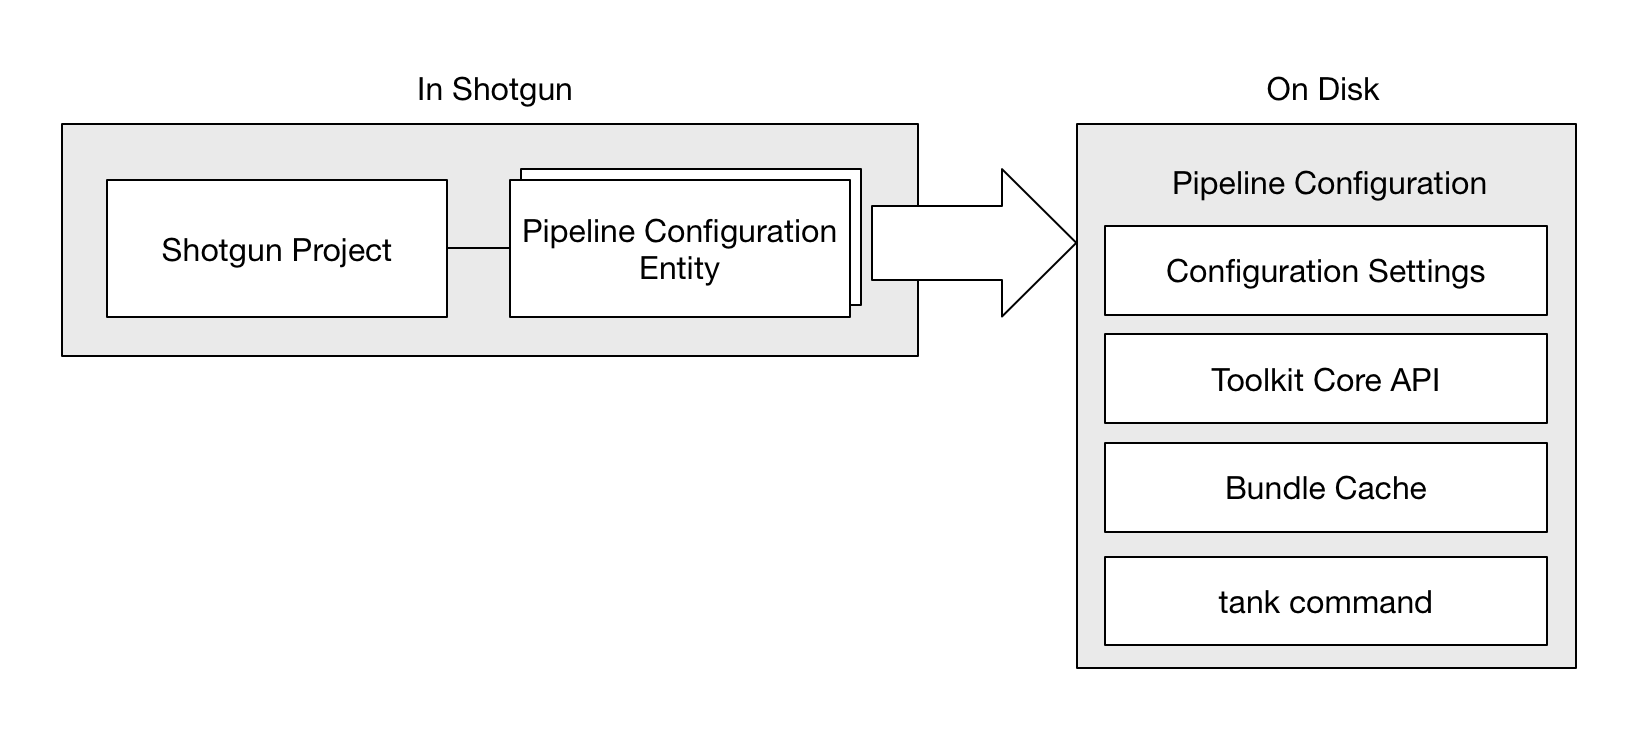 In Shotgun
Shotgun Project
Pipeline Configuration
Entity
On Disk
Pipeline Configuration
Configuration Settings
Toolkit Core API
Bundle Cache
tank command